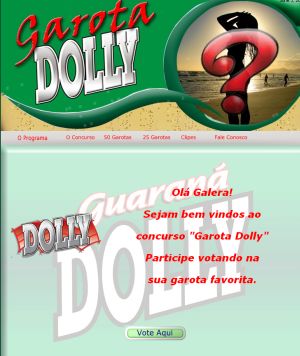 Garota
DOLLY
?
O Programa
O Concurso
50 Garotas
25 Garotas
Clipes
Fale Conosco
Guaraná
DOLLY
DOLLY
Olá Galera!
Sejam bem vindos ao
concurso "Garota Dolly"
Participe votando na
sua garota favorita.
Vote Aqui